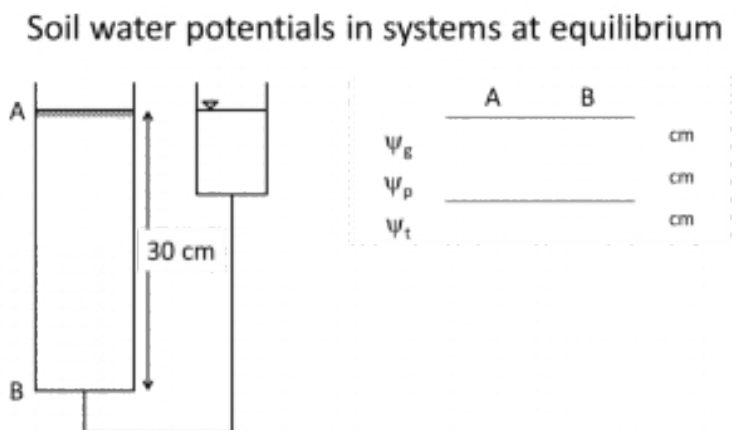 Soil water potentials in systems at equilibrium
A
30 cm
B
A B
ψg cm
ψp cm
ψt cm